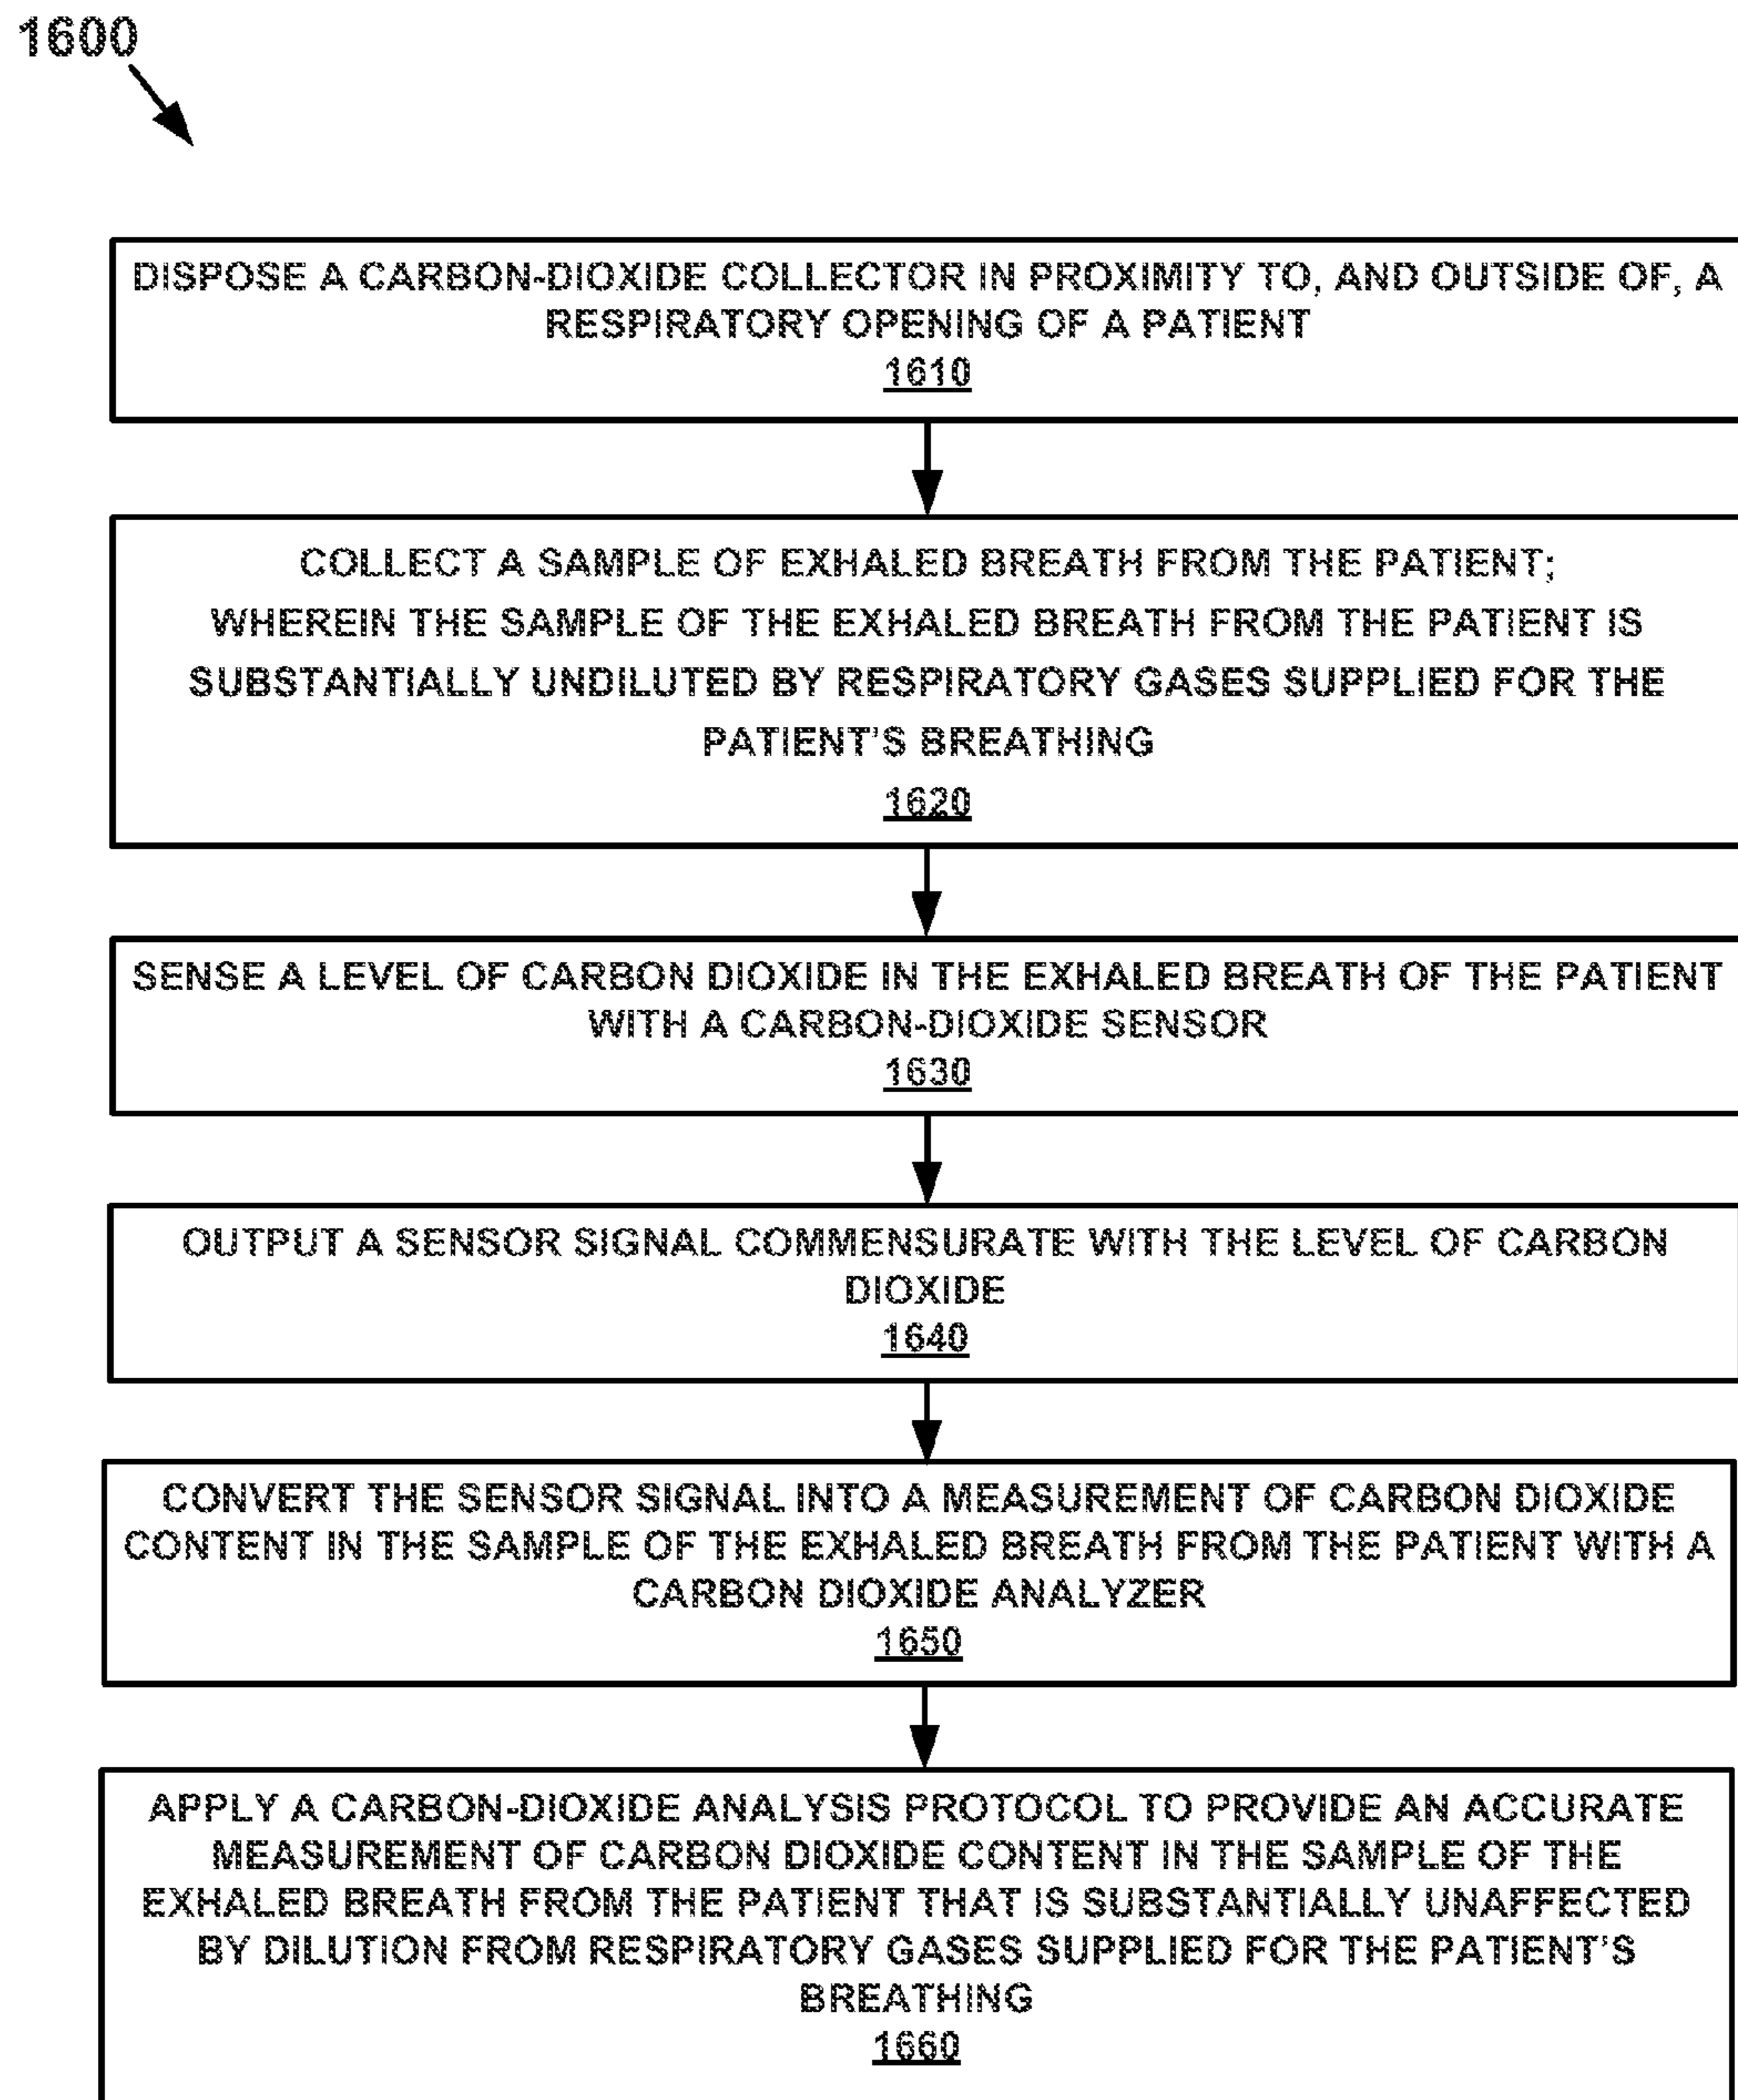 1600
DISPOSE A CARBON-DIOXIDE COLLECTOR IN PROXIMITY TO, AND OUTSIDE OF, A
RESPIRATORY OPENING OF A PATIENT
1610
COLLECT A SAMPLE OF EXHALED BREATH FROM THE PATIENT;
WHEREIN THE SAMPLE OF THE EXHALED BREATH FROM THE PATIENT IS
SUBSTANTIALLY UNDILUTED BY RESPIRATORY GASES SUPPLIED FOR THE
PATIENT'S BREATHING
1620
SENSE A LEVEL OF CARBON DIOXIDE IN THE EXHALED BREATH OF THE PATIENT
WITH A CARBON-DIOXIDE SENSOR
1630
OUTPUT A SENSOR SIGNAL COMMENSURATE WITH THE LEVEL OF CARBON
DIOXIDE
1640
CONVERT THE SENSOR SIGNAL INTO A MEASUREMENT OF CARBON DIOXIDE
CONTENT IN THE SAMPLE OF THE EXHALED BREATH FROM THE PATIENT WITH A
CARBON DIOXIDE ANALYZER
1650
APPLY A CARBON-DIOXIDE ANALYSIS PROTOCOL TO PROVIDE AN ACCURATE
MEASUREMENT OF CARBON DIOXIDE CONTENT IN THE SAMPLE OF THE
EXHALED BREATH FROM THE PATIENT THAT IS SUBSTANTIALLY UNAFFECTED
BY DILUTION FROM RESPIRATORY GASES SUPPLIED FOR THE PATIENT'S
BREATHING
1660